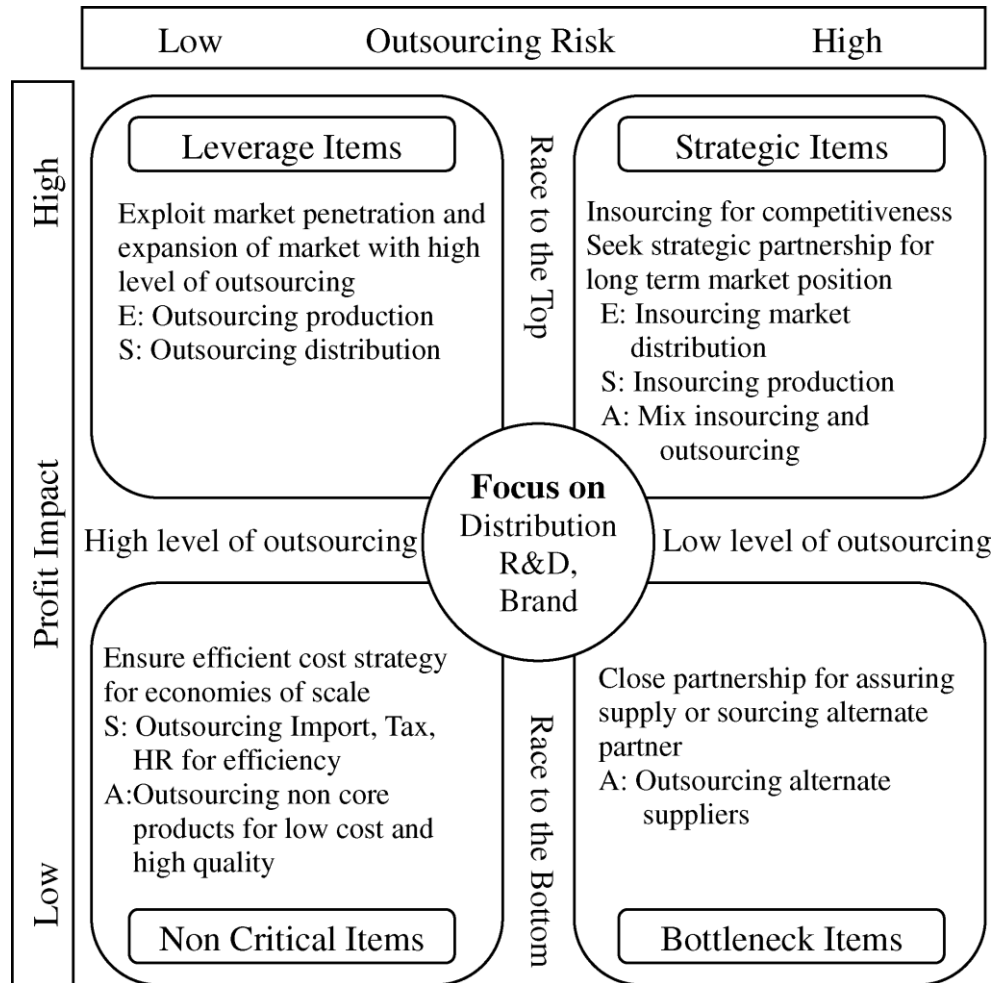 Low Outsourcing Risk High
High
Profit Impact
Low
Leverage Items
Exploit market penetration and
expansion of market with high
level of outsourcing
E: Outsourcing production
S: Outsourcing distribution
Race to the Top
Strategic Items
Insourcing for competitiveness
Seek strategic partnership for
long term market position
E: Insourcing market
distribution
S: Insourcing production
A: Mix insourcing and
outsourcing
High level of outsourcing
Focus on
Distribution
R&D,
Brand
Low level of outsourcing
Ensure efficient cost strategy
for economies of scale
S: Outsourcing Import, Tax,
HR for efficiency
A:Outsourcing non core
products for low cost and
high quality
Non Critical Items
Race to the Bottom
Close partnership for assuring
supply or sourcing alternate
partner
A: Outsourcing alternate
suppliers
Bottleneck Items